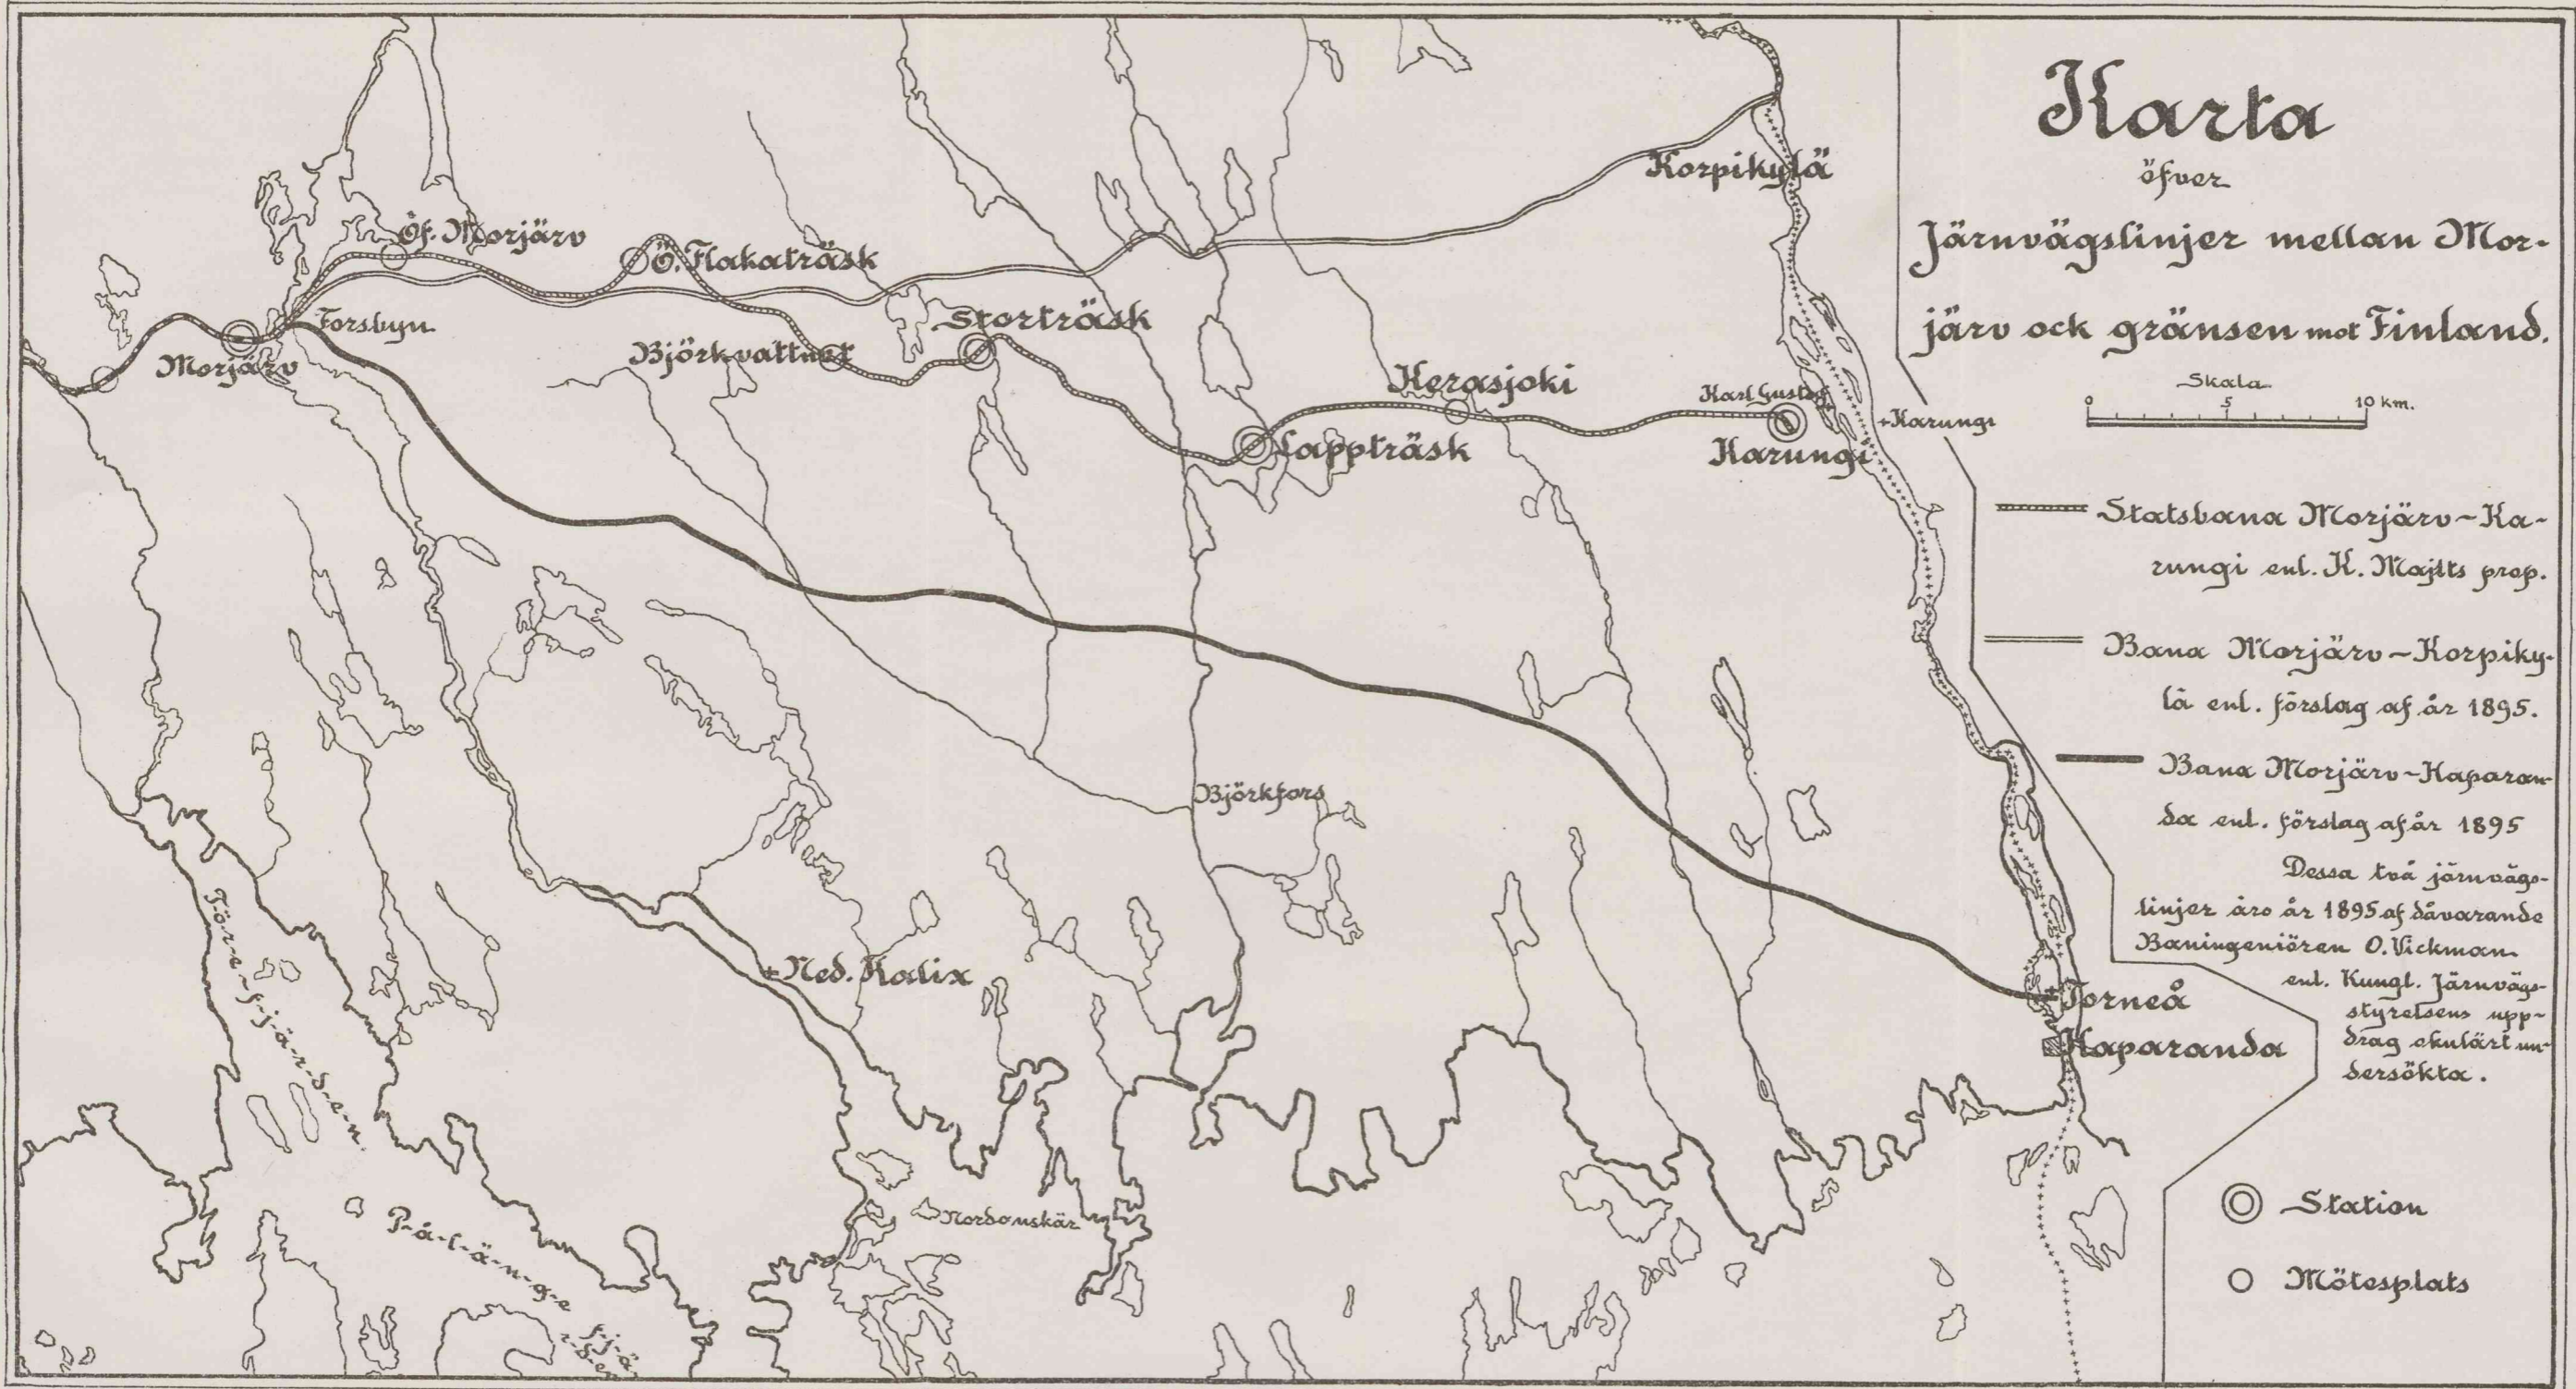 Karta
öfver
Järnvägslinjer mellan Mor-
järv ock gränsen mot Finland.
Skala
0 5 10 km.
Statsbana Morjärv-Ka-
rungi enl. K. Majtts prop.
Bana Morjärv-Korpiky-
lä enl. förslag af år 1895.
Bana Morjärv-Haparan-
da enl. förslag af år 1895
Dessa två järnvägs-
linjer äro år 1895 af dåvarande
Baningeniören O. Vickman
enl. Kungl. Järnvägs-
styrelsens upp-
drag okulärt un-
dersökta.
Station
Mötesplats
Korpikylä
Öf. Morjärv
Ö. Flakaträsk
Forsbyn
Storträsk
Morjärv
Björkvattnet
Kerasjoki
Karl Gustaf
Karungi
Lappträsk
Karungi
Björkfors
Töre-fjärden
Ned. Kalix
Torneå
Haparanda
Nordanskär
Pålänge fjä
rden